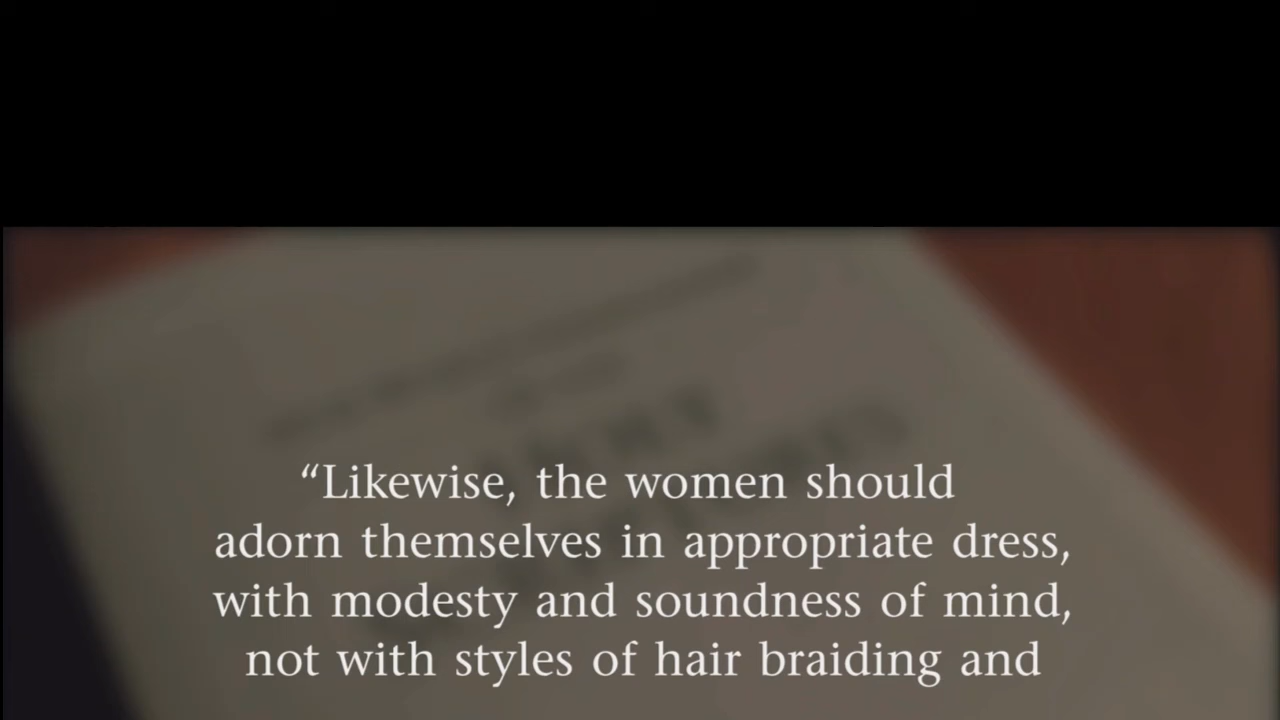 “Likewise, the women should
adorn themselves in appropriate dress,
with modesty and soundness of mind,
not with styles of hair braiding and